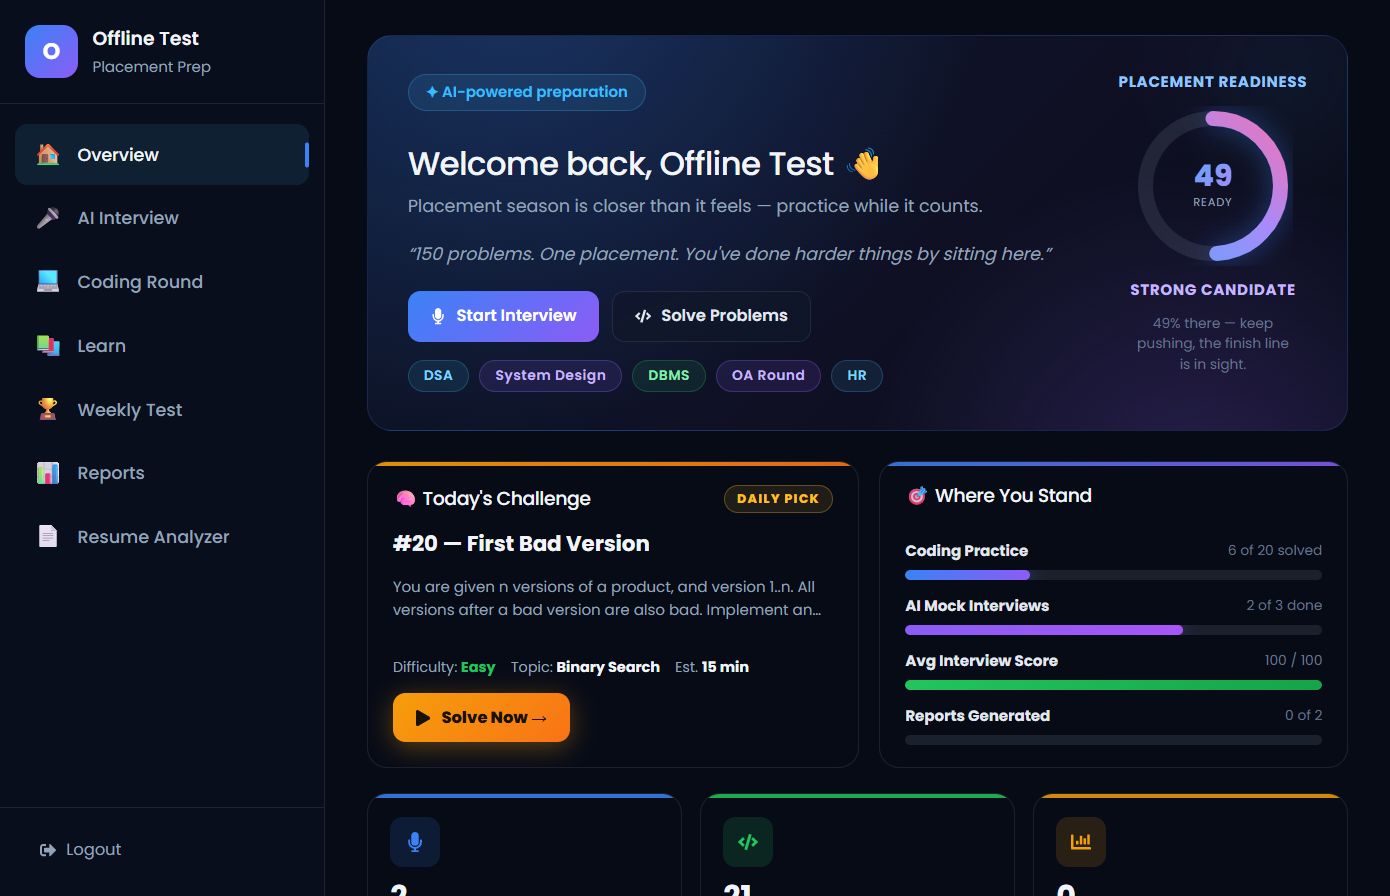 O
Offline Test
Placement Prep
Overview
AI Interview
Coding Round
Learn
Weekly Test
Reports
Resume Analyzer
Logout
✦ AI-powered preparation
Welcome back, Offline Test 👋
Placement season is closer than it feels — practice while it counts.
“150 problems. One placement. You've done harder things by sitting here.”
Start Interview
Solve Problems
DSA
System Design
DBMS
OA Round
HR
PLACEMENT READINESS
49
READY
STRONG CANDIDATE
49% there — keep
pushing, the finish line
is in sight.
Today's Challenge
DAILY PICK
#20 — First Bad Version
You are given n versions of a product, and version 1..n. All
versions after a bad version are also bad. Implement an...
Difficulty: Easy Topic: Binary Search Est. 15 min
Solve Now →
Where You Stand
Coding Practice 6 of 20 solved
AI Mock Interviews 2 of 3 done
Avg Interview Score 100 / 100
Reports Generated 0 of 2